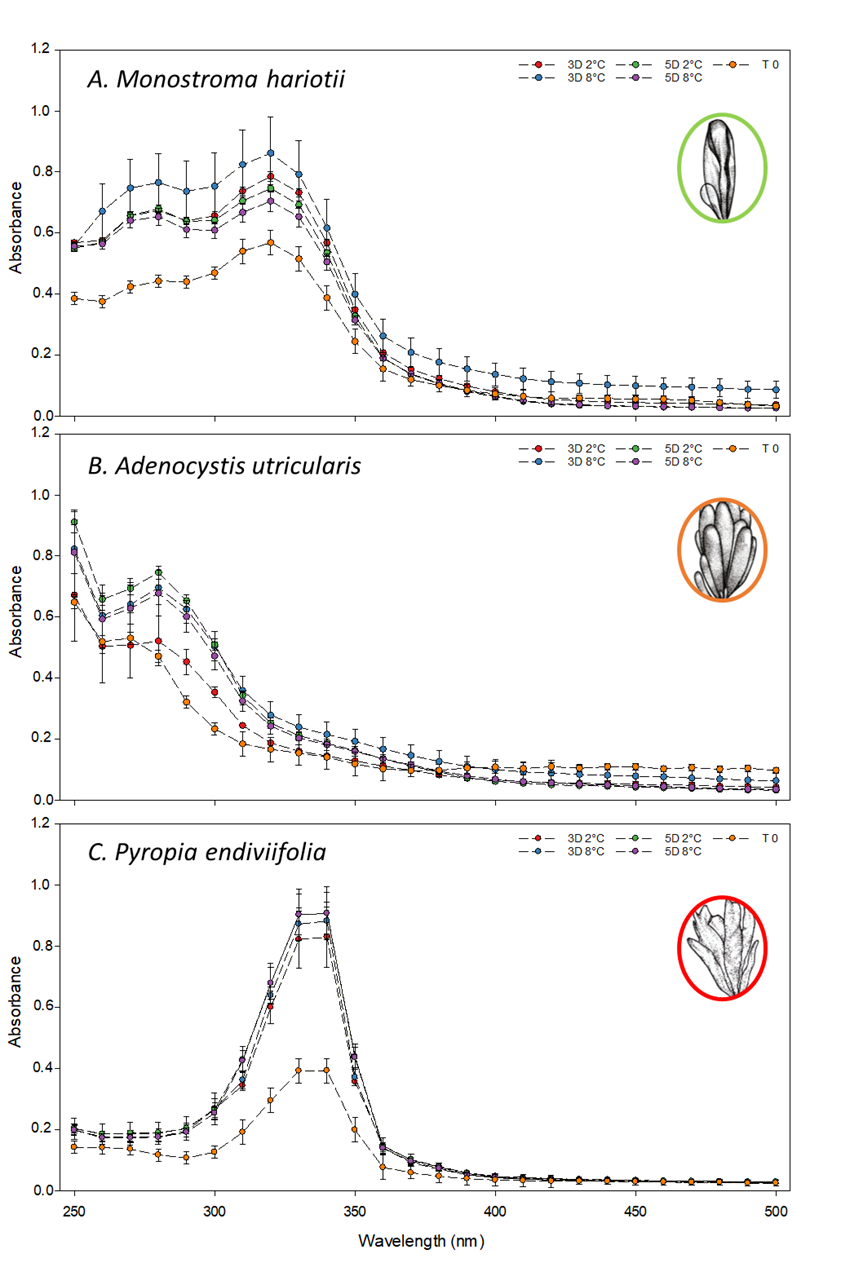 1.2
A. Monostroma hariotii
3D 2°C 5D 2°C T 0
3D 8°C 5D 8°C
1.0
0.8
0.6
0.4
0.2
0.0
Absorbance
1.2
B. Adenocystis utricularis
3D 2°C 5D 2°C T 0
3D 8°C 5D 8°C
1.0
0.8
0.6
0.4
0.2
0.0
Absorbance
1.2
C. Pyropia endiviifolia
3D 2°C 5D 2°C T 0
3D 8°C 5D 8°C
1.0
0.8
0.6
0.4
0.2
0.0
Absorbance
250 300 350 400 450 500
Wavelength (nm)